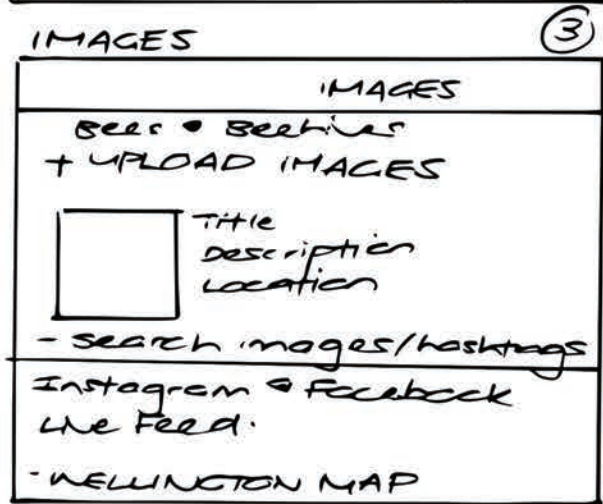 IMAGES
3
IMAGES
Bees • Beehives
+ UPLOAD IMAGES
Title
Description
Location
- search images/hashtags
Instagram • Facebook
Live Feed.
- WELLINGTON MAP